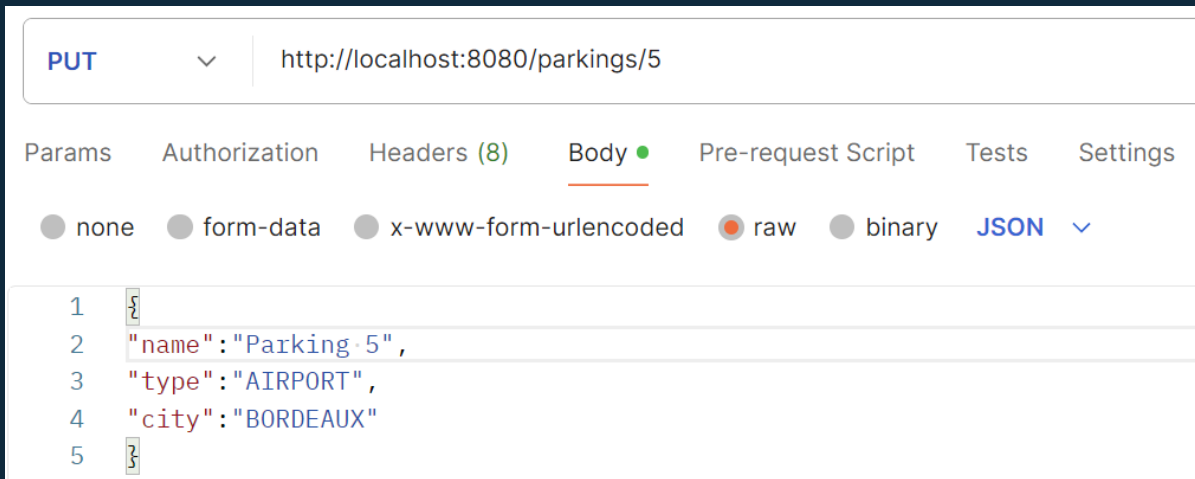 PUT http://localhost:8080/parkings/5
Params Authorization Headers (8) Body Pre-request Script Tests Settings
none form-data x-www-form-urlencoded raw binary JSON
1 {
2 "name":"Parking·5",
3 "type":"AIRPORT",
4 "city":"BORDEAUX"
5 }